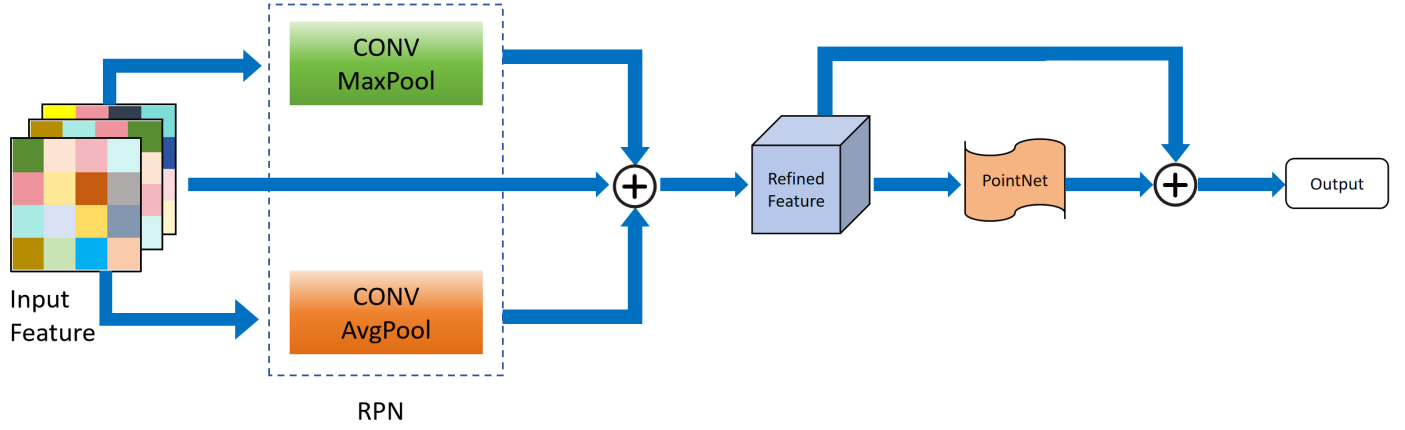 CONV
MaxPool
Input
Feature
CONV
AvgPool
RPN
Refined
Feature
PointNet
Output